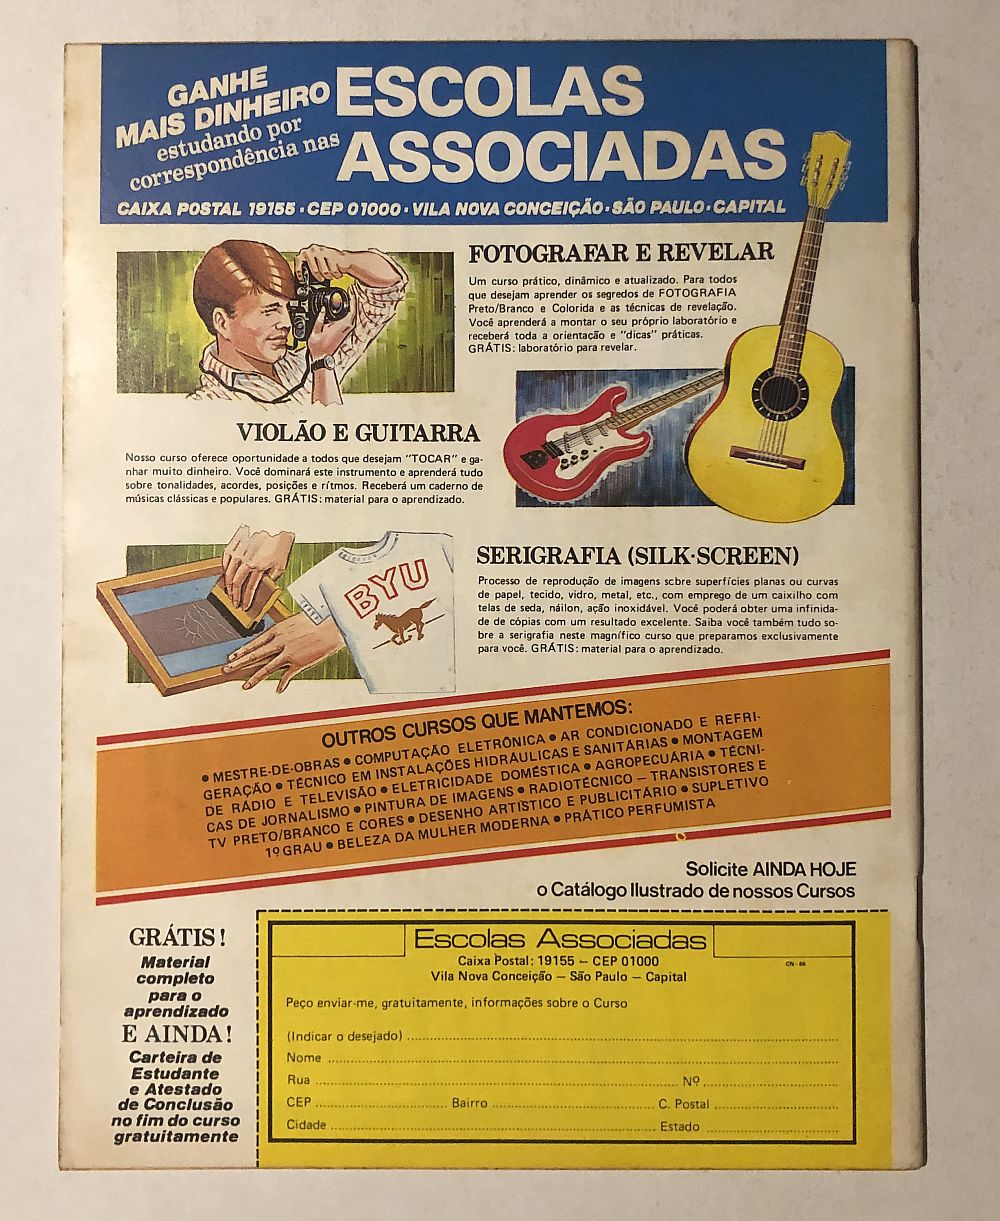 GANHE
MAIS DINHEIRO
estudando por
correspondência nas
ESCOLAS
ASSOCIADAS
CAIXA POSTAL 19155 · CEP 01000 · VILA NOVA CONCEIÇÃO · SÃO PAULO · CAPITAL
FOTOGRAFAR E REVELAR
Um curso prático, dinâmico e atualizado. Para todos
que desejam aprender os segredos de FOTOGRAFIA
Preto/Branco e Colorida e as técnicas de revelação.
Você aprenderá a montar o seu próprio laboratório e
receberá toda a orientação e "dicas" práticas.
GRÁTIS: laboratório para revelar.
VIOLÃO E GUITARRA
Nosso curso oferece oportunidade a todos que desejam "TOCAR" e ga-
nhar muito dinheiro. Você dominará este instrumento e aprenderá tudo
sobre tonalidades, acordes, posições e rítmos. Receberá um caderno de
músicas clássicas e populares. GRÁTIS: material para o aprendizado.
BYU
SERIGRAFIA (SILK·SCREEN)
Processo de reprodução de imagens scbre superfícies planas ou curvas
de papel, tecido, vidro, metal, etc., com emprego de um caixilho com
telas de seda, náilon, ação inoxidável. Você poderá obter uma infinida-
de de cópias com um resultado excelente. Saiba você também tudo so-
bre a serigrafia neste magnífico curso que preparamos exclusivamente
para você. GRÁTIS: material para o aprendizado.
OUTROS CURSOS QUE MANTEMOS:
• MESTRE-DE-OBRAS • COMPUTAÇÃO ELETRÔNICA • AR CONDICIONADO E REFRI-
GERAÇÃO • TÉCNICO EM INSTALAÇÕES HIDRÁULICAS E SANITÁRIAS • MONTAGEM
DE RÁDIO E TELEVISÃO • ELETRICIDADE DOMÉSTICA • AGROPECUÁRIA • TÉCNI-
CAS DE JORNALISMO • PINTURA DE IMAGENS • RADIOTÉCNICO — TRANSISTORES E
TV PRETO/BRANCO E CORES • DESENHO ARTÍSTICO E PUBLICITÁRIO • SUPLETIVO
1º GRAU • BELEZA DA MULHER MODERNA • PRÁTICO PERFUMISTA
Solicite AINDA HOJE
o Catálogo Ilustrado de nossos Cursos
GRÁTIS!
Material
completo
para o
aprendizado
E AINDA!
Carteira de
Estudante
e Atestado
de Conclusão
no fim do curso
gratuitamente
Escolas Associadas
Caixa Postal: 19155 — CEP 01000
Vila Nova Conceição — São Paulo — Capital
CN - 66
Peço enviar-me, gratuitamente, informações sobre o Curso
(Indicar o desejado)
Nome
Rua Nº
CEP Bairro C. Postal
Cidade Estado